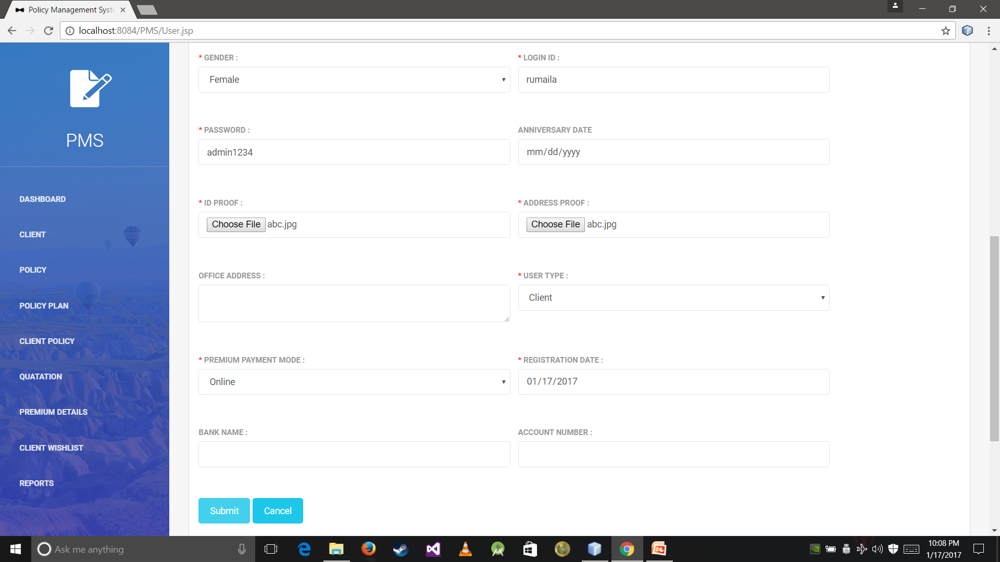 Policy Management Syste
localhost:8084/PMS/User.jsp
PMS
DASHBOARD
CLIENT
POLICY
POLICY PLAN
CLIENT POLICY
QUATATION
PREMIUM DETAILS
CLIENT WISHLIST
REPORTS
* GENDER : * LOGIN ID :
Female rumaila
* PASSWORD : ANNIVERSARY DATE
admin1234 mm/dd/yyyy
* ID PROOF : * ADDRESS PROOF :
Choose File abc.jpg Choose File abc.jpg
OFFICE ADDRESS : * USER TYPE :
Client
* PREMIUM PAYMENT MODE : * REGISTRATION DATE :
Online 01/17/2017
BANK NAME : ACCOUNT NUMBER :
Submit Cancel
Ask me anything
10:08 PM
1/17/2017